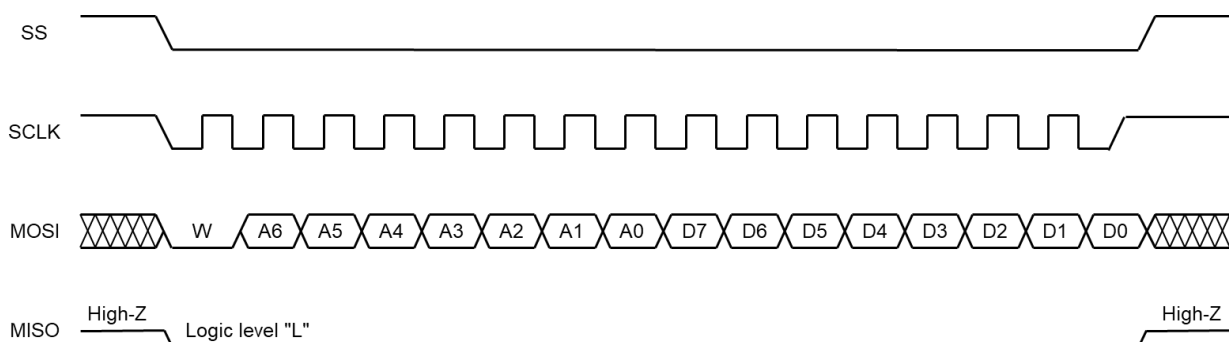 SS
SCLK
MOSI W A6 A5 A4 A3 A2 A1 A0 D7 D6 D5 D4 D3 D2 D1 D0
High-Z High-Z
MISO Logic level "L"